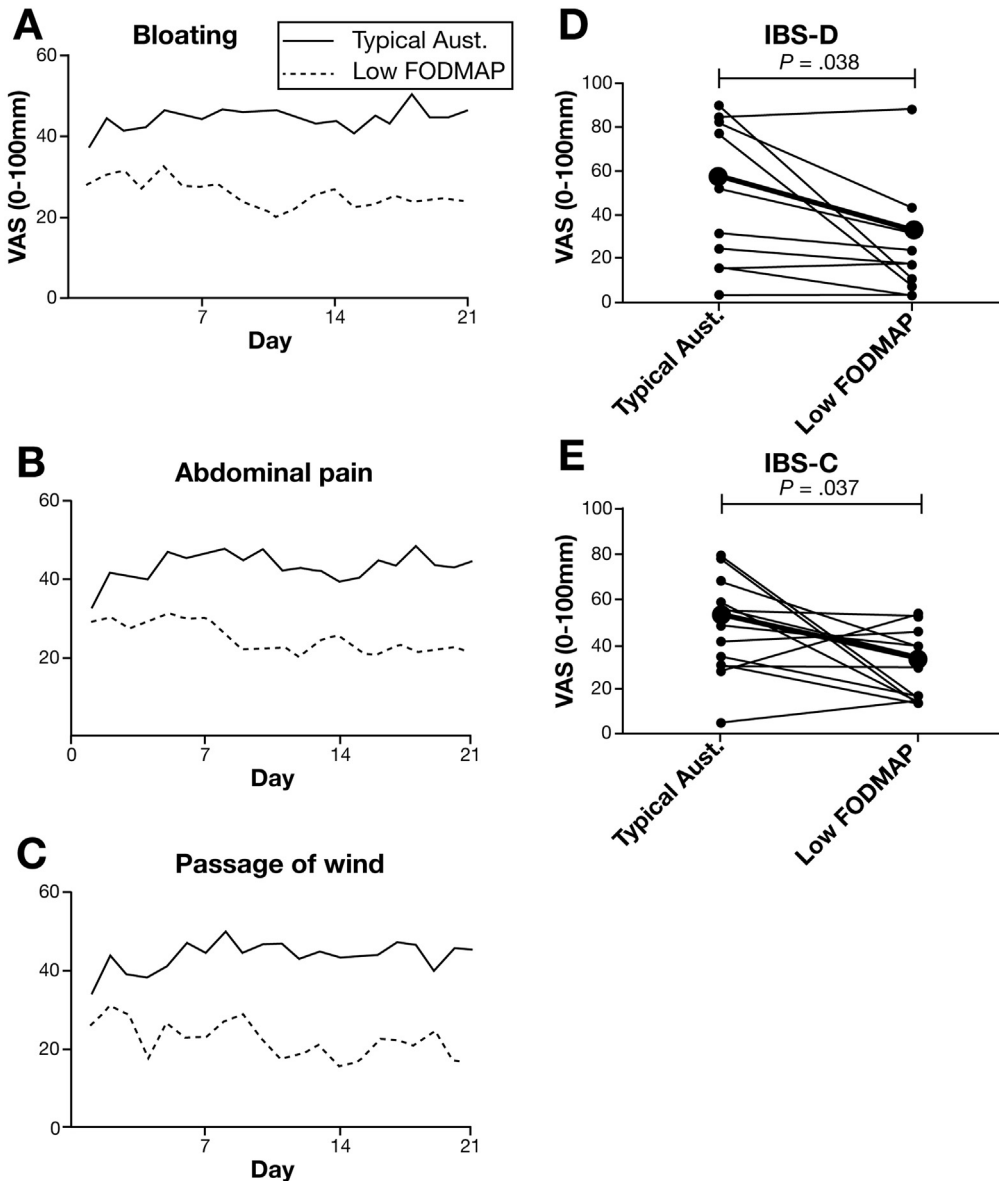 A
Bloating
Typical Aust.
Low FODMAP
VAS (0-100mm)
60
40
20
0
7
14
21
Day
B
Abdominal pain
60
40
20
0
7
14
21
Day
C
Passage of wind
60
40
20
0
7
14
21
Day
D
IBS-D
P = .038
VAS (0-100mm)
100
80
60
40
20
0
Typical Aust.
Low FODMAP
E
IBS-C
P = .037
VAS (0-100mm)
100
80
60
40
20
0
Typical Aust.
Low FODMAP